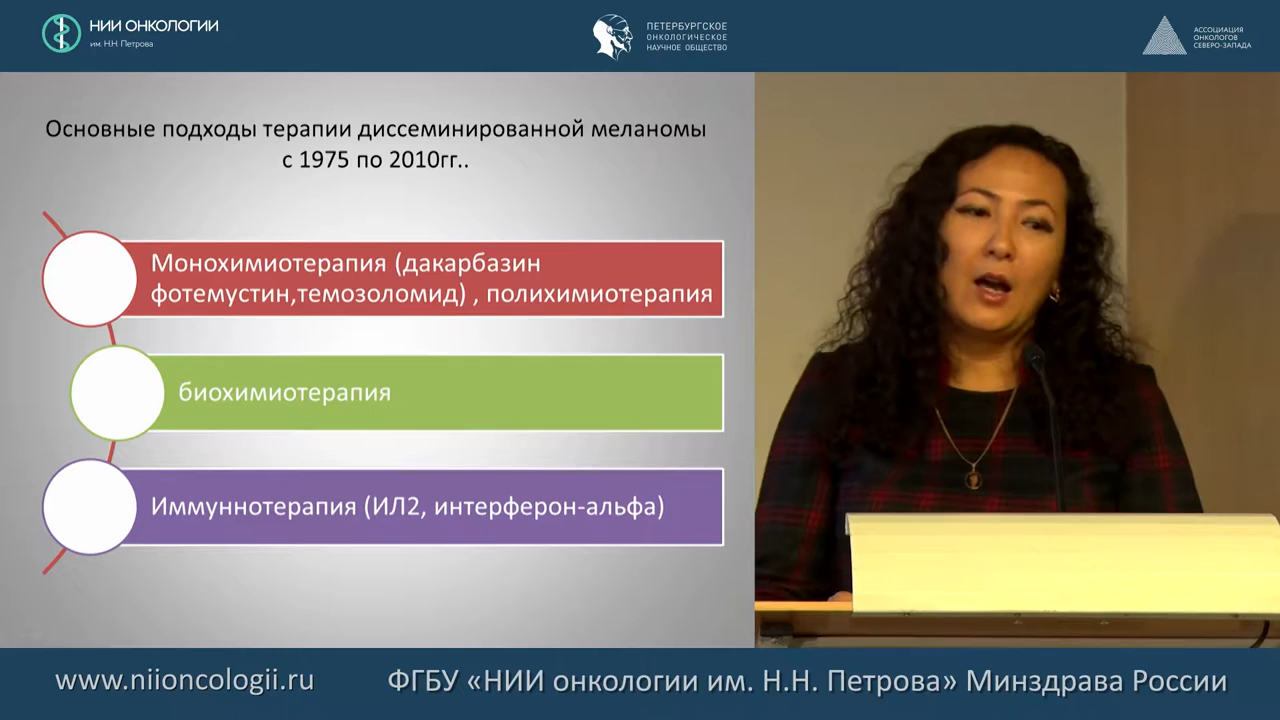 НИИ ОНКОЛОГИИ
им. Н.Н. Петрова
ПЕТЕРБУРГСКОЕ
ОНКОЛОГИЧЕСКОЕ
НАУЧНОЕ ОБЩЕСТВО
АССОЦИАЦИЯ
ОНКОЛОГОВ
СЕВЕРО-ЗАПАДА
Основные подходы терапии диссеминированной меланомы
с 1975 по 2010гг..
Монохимиотерапия (дакарбазин
фотемустин,темозоломид) , полихимиотерапия
биохимиотерапия
Иммуннотерапия (ИЛ2, интерферон-альфа)
www.niioncologii.ru
ФГБУ «НИИ онкологии им. Н.Н. Петрова» Минздрава России